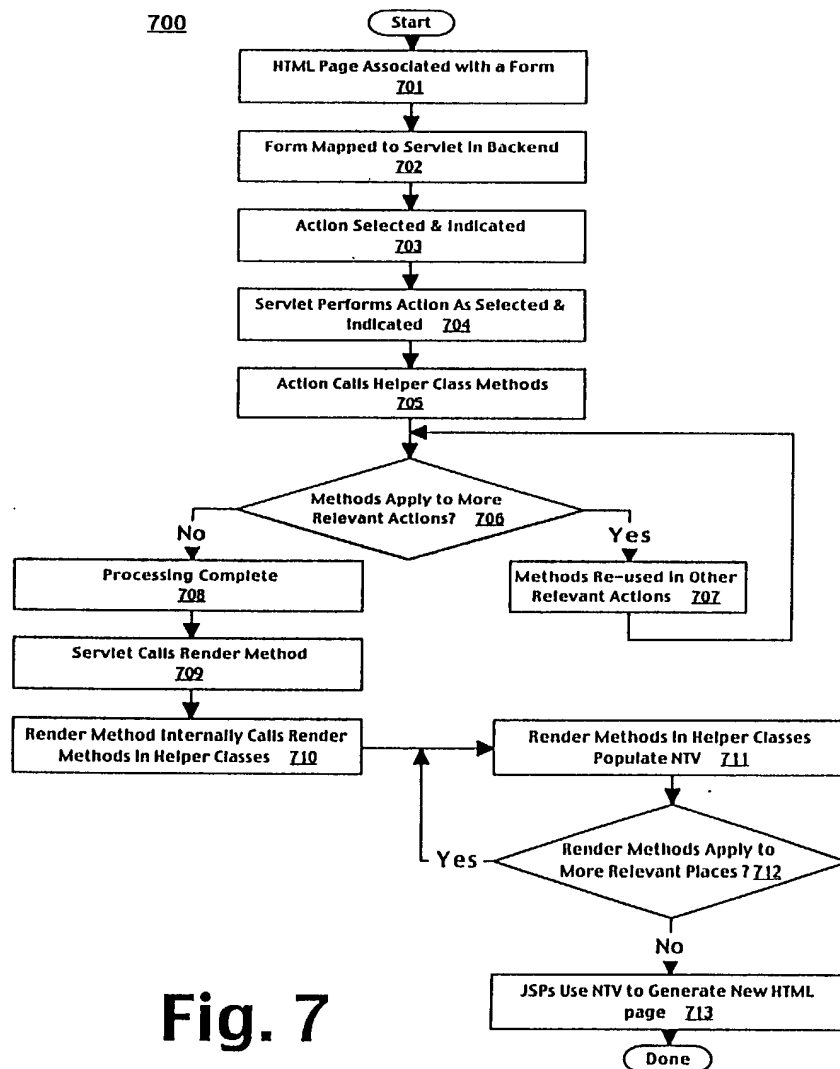 700
Start
HTML Page Associated with a Form
701
Form Mapped to Servlet in Backend
702
Action Selected & Indicated
703
Servlet Performs Action As Selected &
Indicated 704
Action Calls Helper Class Methods
705
Methods Apply to More
Relevant Actions? 706
No
Yes
Processing Complete
708
Methods Re-used in Other
Relevant Actions 707
Servlet Calls Render Method
709
Render Method Internally Calls Render
Methods in Helper Classes 710
Render Methods in Helper Classes
Populate NTV 711
Render Methods Apply to
More Relevant Places ? 712
Yes
No
JSPs Use NTV to Generate New HTML
page 713
Done
Fig. 7